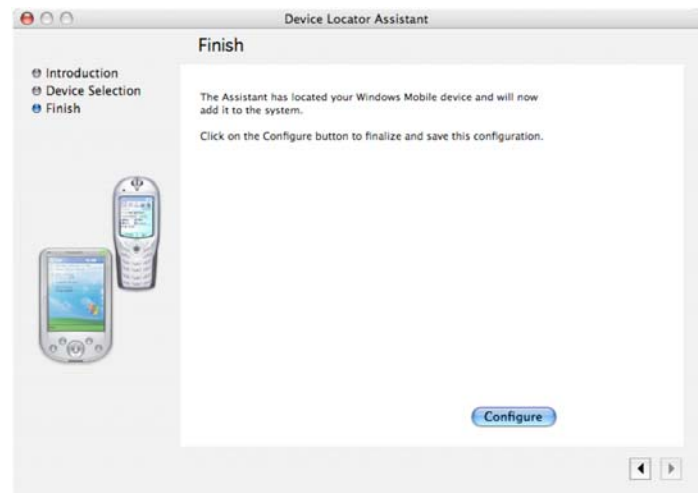 Device Locator Assistant
Finish
Introduction
Device Selection
Finish
The Assistant has located your Windows Mobile device and will now
add it to the system.
Click on the Configure button to finalize and save this configuration.
Configure